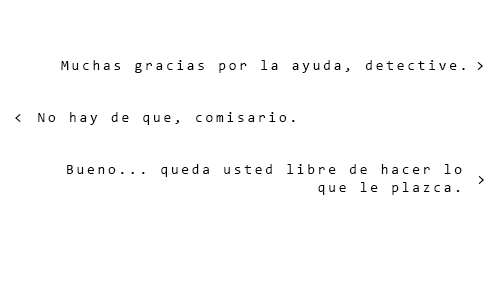 Muchas gracias por la ayuda, detective. >
< No hay de que, comisario.
Bueno... queda usted libre de hacer lo
que le plazca. >